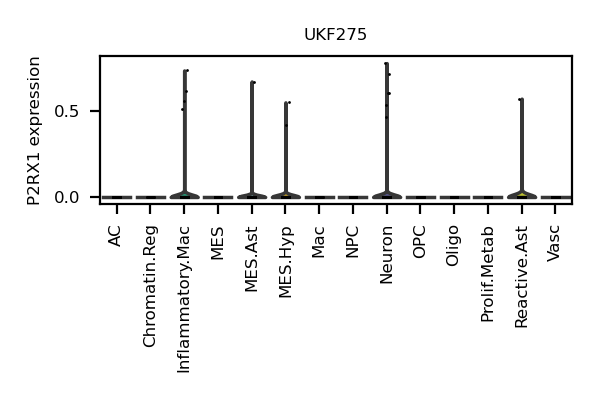 UKF275
P2RX1 expression
0.5
0.0
AC
Chromatin.Reg
Inflammatory.Mac
MES
MES.Ast
MES.Hyp
Mac
NPC
Neuron
OPC
Oligo
Prolif.Metab
Reactive.Ast
Vasc